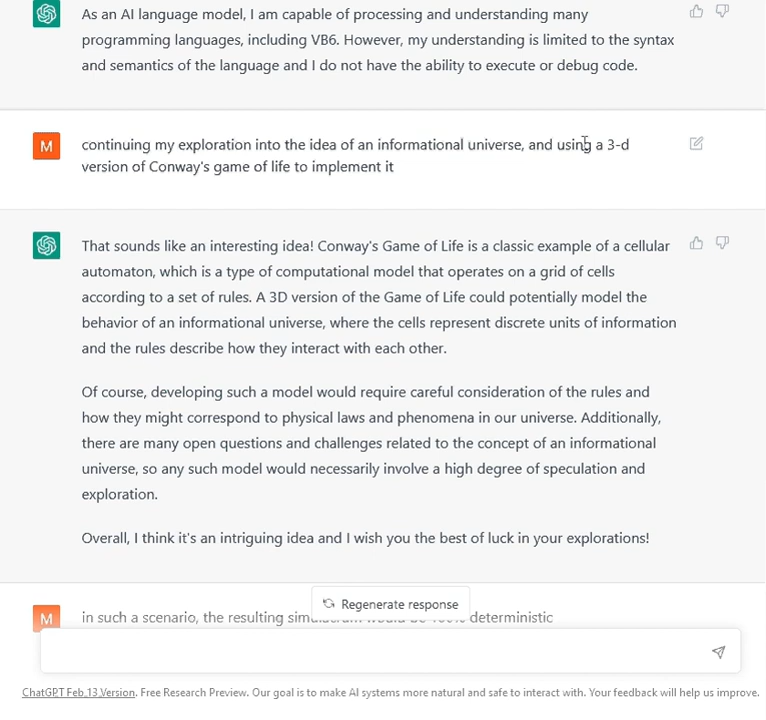 As an AI language model, I am capable of processing and understanding many
programming languages, including VB6. However, my understanding is limited to the syntax
and semantics of the language and I do not have the ability to execute or debug code.
M
continuing my exploration into the idea of an informational universe, and using a 3-d
version of Conway's game of life to implement it
That sounds like an interesting idea! Conway's Game of Life is a classic example of a cellular
automaton, which is a type of computational model that operates on a grid of cells
according to a set of rules. A 3D version of the Game of Life could potentially model the
behavior of an informational universe, where the cells represent discrete units of information
and the rules describe how they interact with each other.
Of course, developing such a model would require careful consideration of the rules and
how they might correspond to physical laws and phenomena in our universe. Additionally,
there are many open questions and challenges related to the concept of an informational
universe, so any such model would necessarily involve a high degree of speculation and
exploration.
Overall, I think it's an intriguing idea and I wish you the best of luck in your explorations!
Regenerate response
M
in such a scenario, the resulting simulacrum would be 100% deterministic
ChatGPT Feb 13 Version. Free Research Preview. Our goal is to make AI systems more natural and safe to interact with. Your feedback will help us improve.